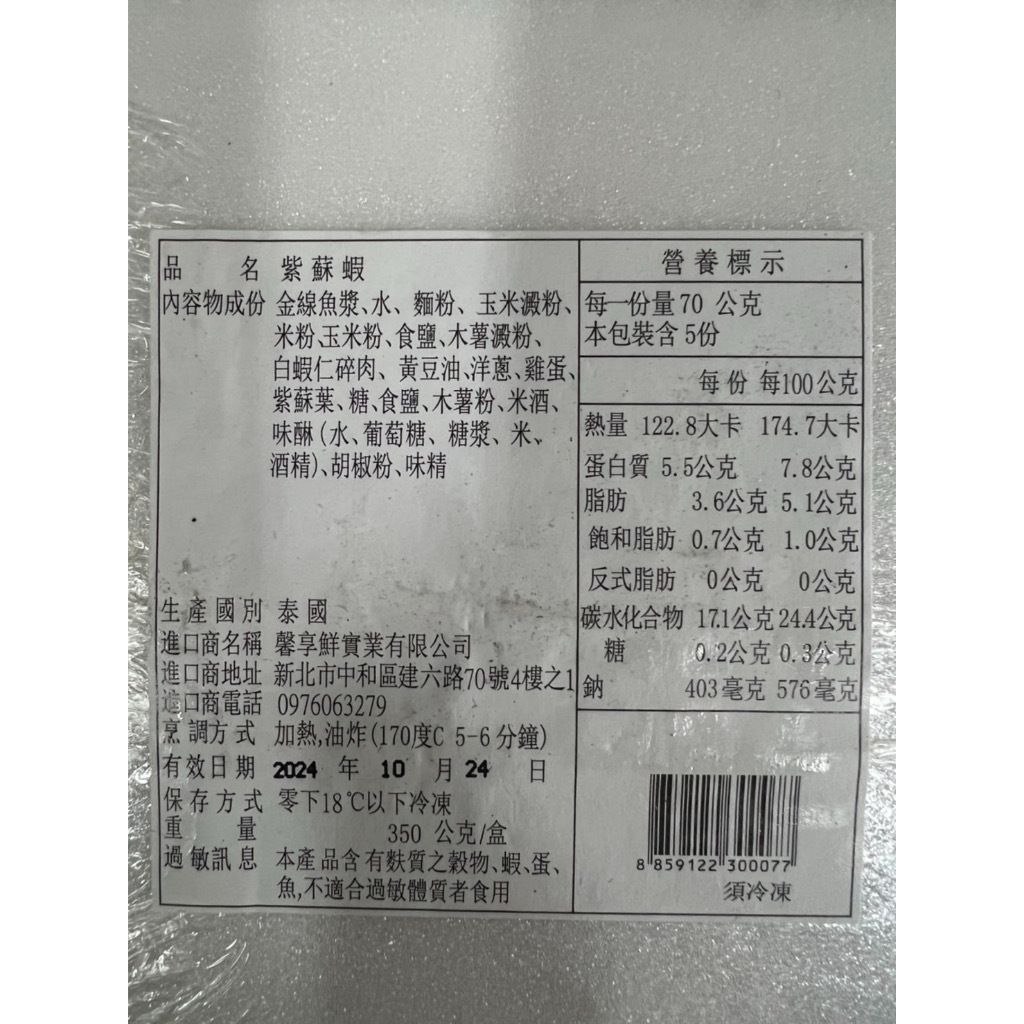 品 名 紫蘇蝦
內容物成份 金線魚漿、水、麵粉、玉米澱粉、
米粉、玉米粉、食鹽、木薯澱粉、
白蝦仁碎肉、黃豆油、洋蔥、雞蛋、
紫蘇葉、糖、食鹽、木薯粉、米酒、
味醂(水、葡萄糖、糖漿、米、
酒精)、胡椒粉、味精
生產國別 泰國
進口商名稱 馨享鮮實業有限公司
進口商地址 新北市中和區建六路70號4樓之1
進口商電話 0976063279
烹調方式 加熱,油炸(170度C 5-6分鐘)
有效日期 2024 年 10 月 24 日
保存方式 零下18℃以下冷凍
重 量 350 公克/盒
過敏訊息 本產品含有麩質之穀物、蝦、蛋、
魚,不適合過敏體質者食用
營養標示
每一份量70 公克
本包裝含 5份
每份 每100公克
熱量 122.8大卡 174.7大卡
蛋白質 5.5公克 7.8公克
脂肪 3.6公克 5.1公克
飽和脂肪 0.7公克 1.0公克
反式脂肪 0公克 0公克
碳水化合物 17.1公克 24.4公克
糖 0.2公克 0.3公克
鈉 403毫克 576毫克
8 859122 300077
須冷凍